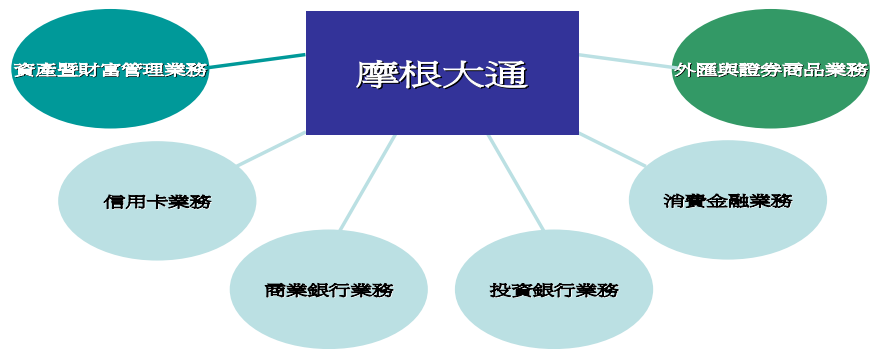 摩根大通
資產暨財富管理業務
外匯與證券商品業務
信用卡業務
消費金融業務
商業銀行業務
投資銀行業務